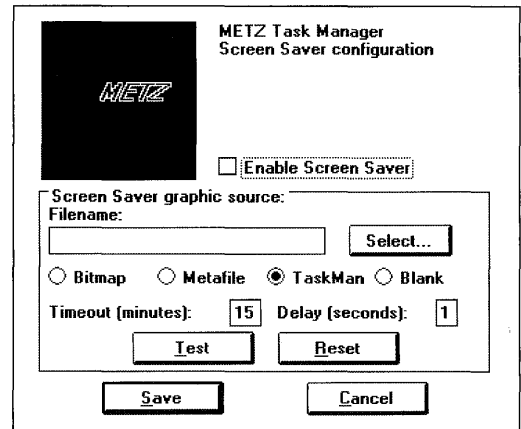 METZ Task Manager
Screen Saver configuration
METZ
Enable Screen Saver
Screen Saver graphic source:
Filename:
Select...
Bitmap Metafile TaskMan Blank
Timeout (minutes): 15 Delay (seconds): 1
Test Reset
Save Cancel